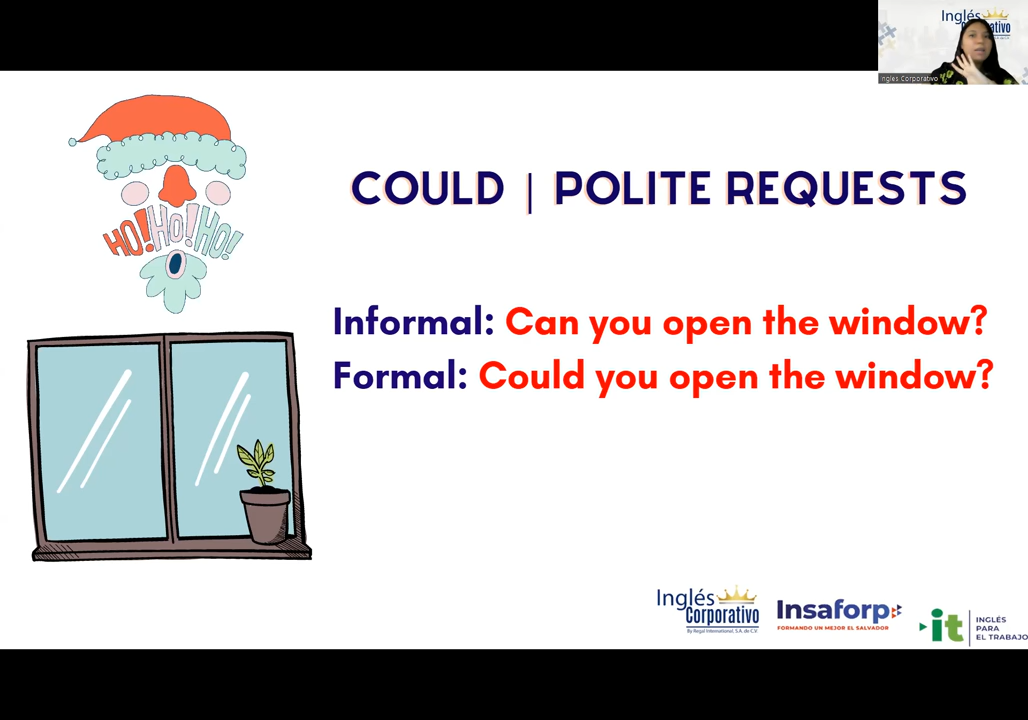 Inglés
Ingles Corporativo
HO! HO! HO!
COULD | POLITE REQUESTS
Informal: Can you open the window?
Formal: Could you open the window?
Inglés
Corporativo
By Regal International, S.A. de C.V.
Insaforp
FORMANDO UN MEJOR EL SALVADOR
it
INGLÉS
PARA
EL TRABAJO